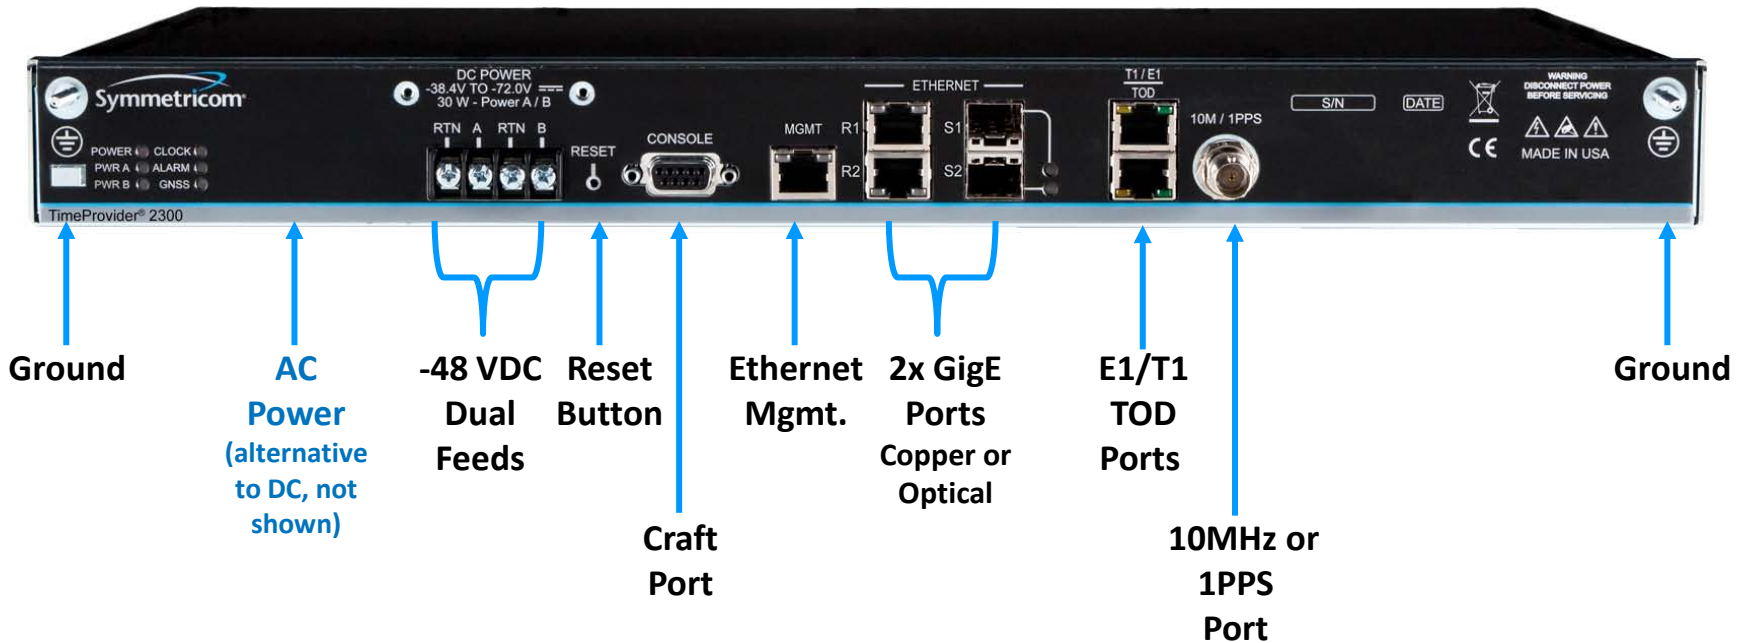 Symmetricom®
POWER CLOCK
PWR A ALARM
PWR B GNSS
TimeProvider® 2300
DC POWER
-38.4V TO -72.0V
30 W - Power A / B
RTN A RTN B
RESET
CONSOLE
MGMT
ETHERNET
R1 S1
R2 S2
T1 / E1
TOD
10M / 1PPS
S/N
DATE
WARNING
DISCONNECT POWER
BEFORE SERVICING
CE
MADE IN USA
Ground
AC
Power
(alternative
to DC, not
shown)
-48 VDC
Dual
Feeds
Reset
Button
Craft
Port
Ethernet
Mgmt.
2x GigE
Ports
Copper or
Optical
E1/T1
TOD
Ports
10MHz or
1PPS
Port
Ground